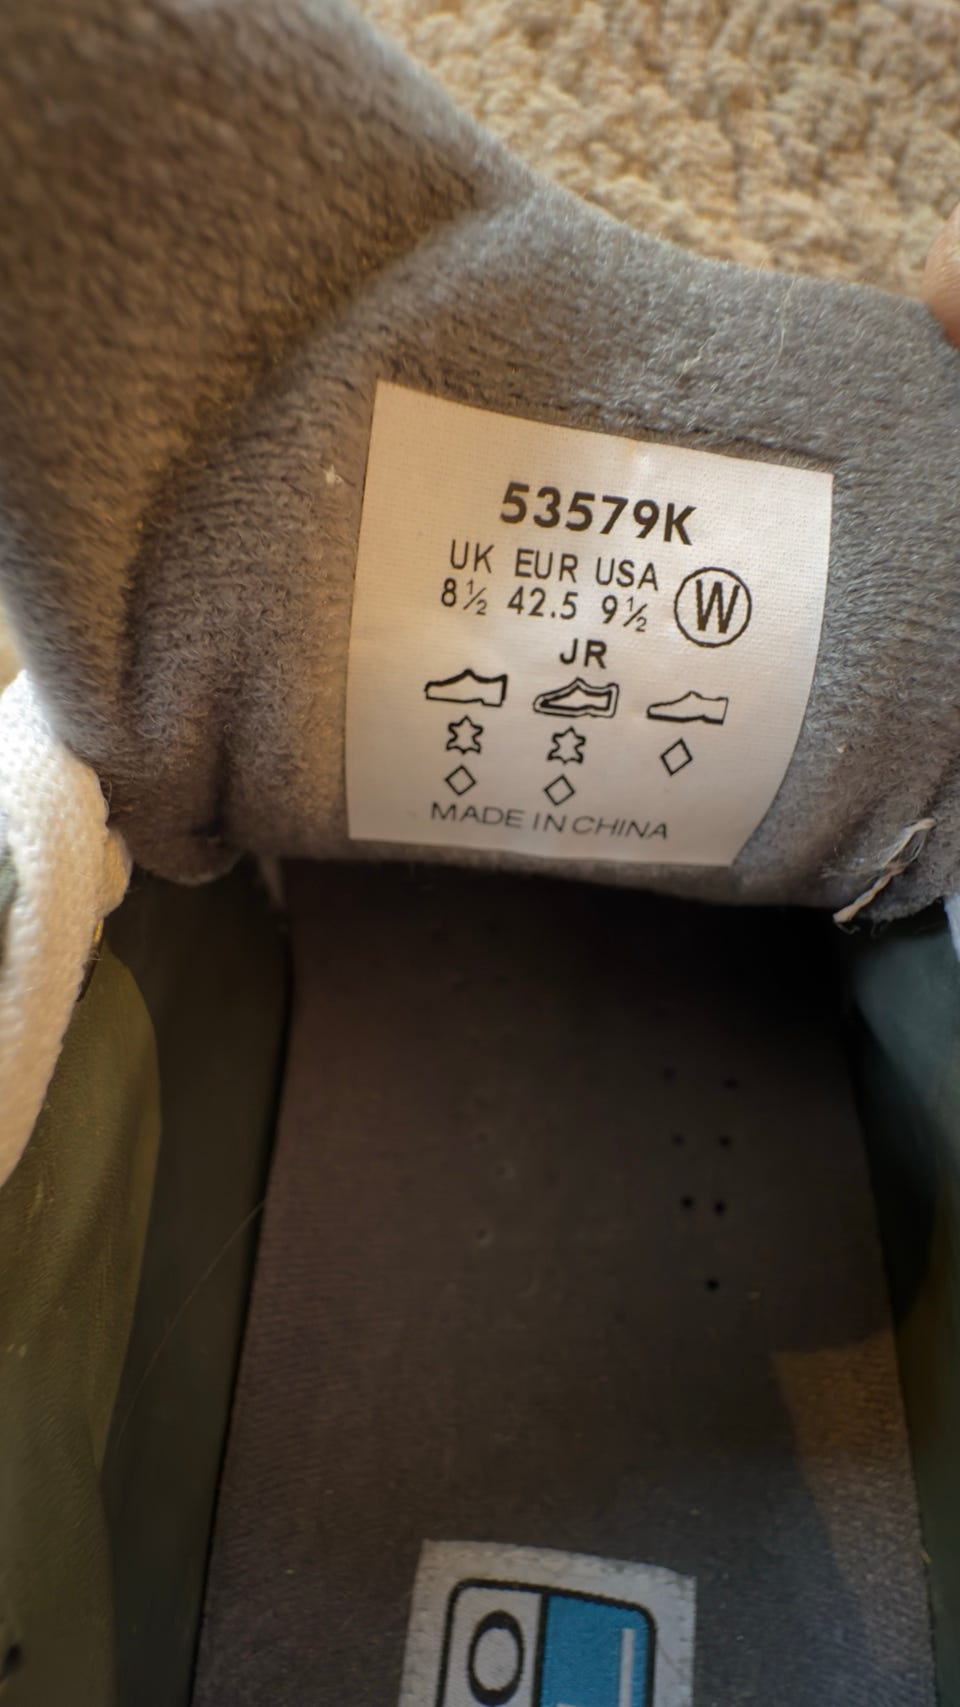 53579K
UK EUR USA
8½ 42.5 9½ W
JR
MADE IN CHINA